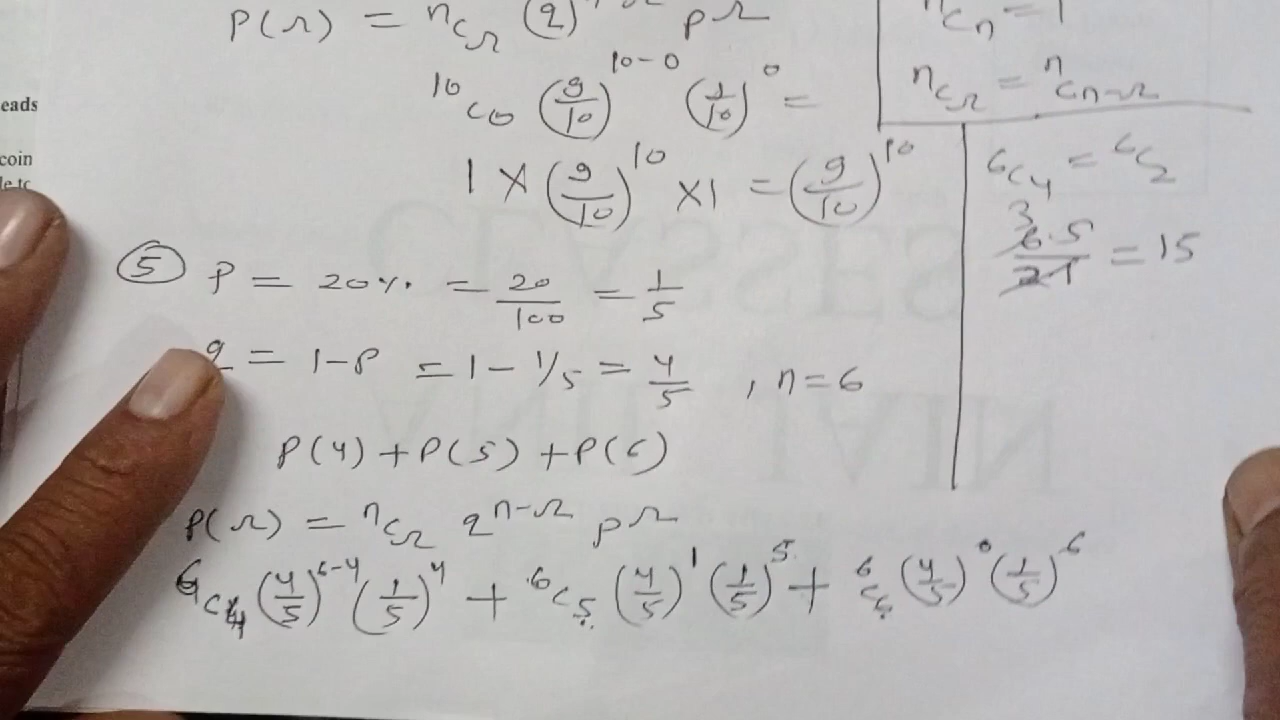 P(r) = nCr (q)^n-r p^r
nCn = 1
eads
10C0 (9/10)^10-0 (1/10)^0 =
nCr = nCn-r
coin
1 × (9/10)^10 × 1 = (9/10)^10
6C4 = 6C2
6·5/2·1 = 15
3
⑤ P = 20% = 20/100 = 1/5
q = 1-P = 1 - 1/5 = 4/5 , n = 6
P(4) + P(5) + P(6)
P(r) = nCr q^n-r p^r
6C4 (4/5)^6-4 (1/5)^4 + 6C5 (4/5)^1 (1/5)^5 + 6C6 (4/5)^0 (1/5)^6
CLASSES